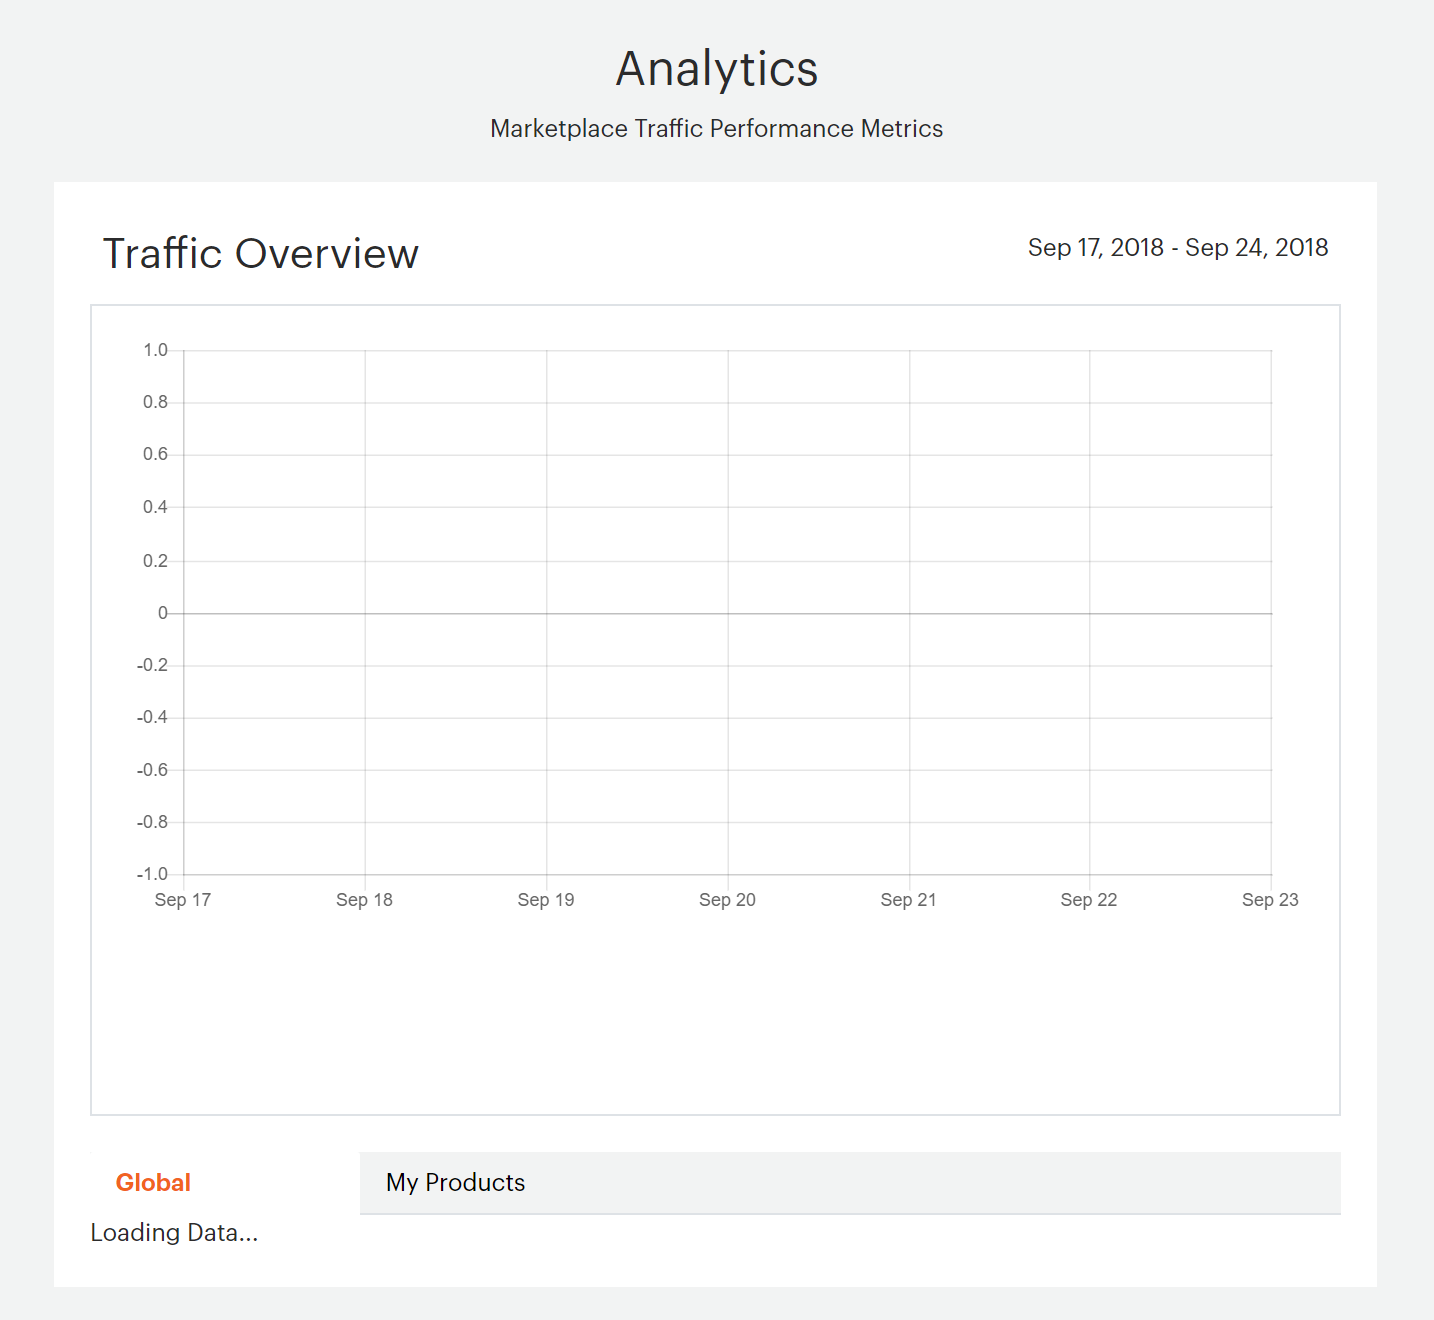 Analytics
Marketplace Traffic Performance Metrics
Traffic Overview
Sep 17, 2018 - Sep 24, 2018
1.0
0.8
0.6
0.4
0.2
0
-0.2
-0.4
-0.6
-0.8
-1.0
Sep 17 Sep 18 Sep 19 Sep 20 Sep 21 Sep 22 Sep 23
Global My Products
Loading Data...